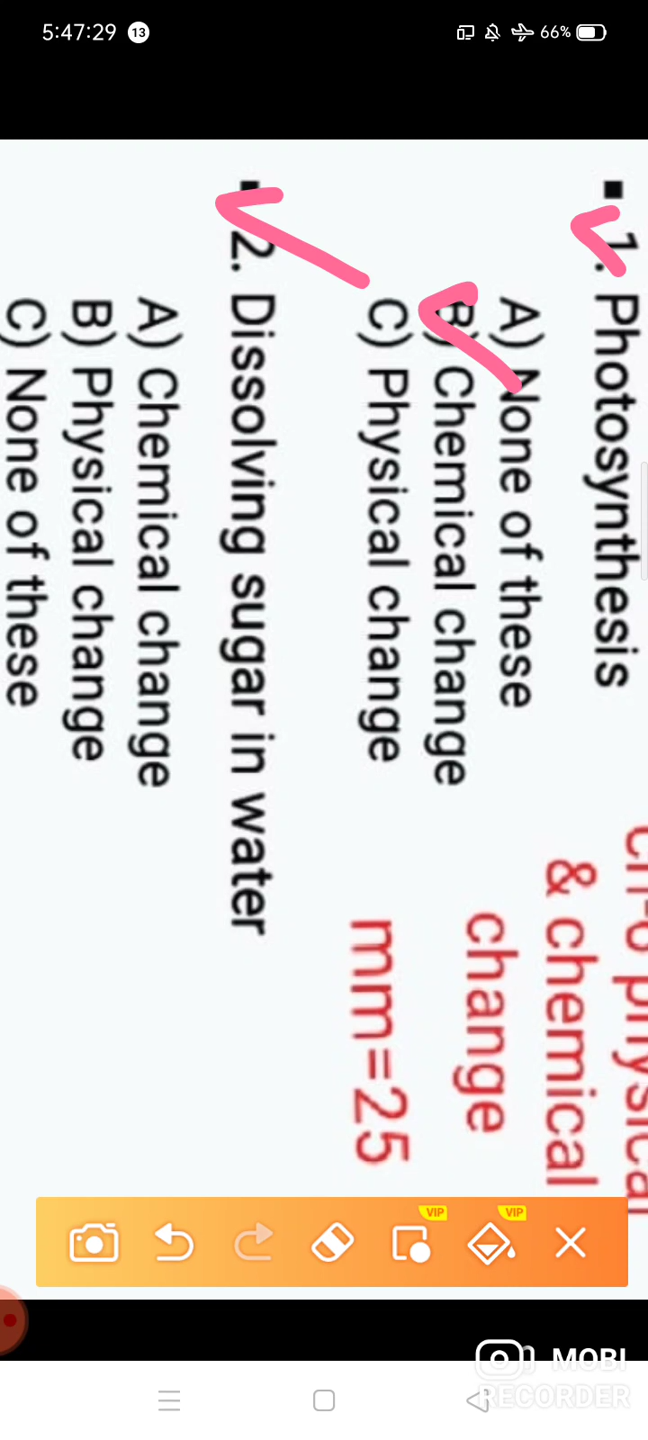 5:47:29 13
66%
1. Photosynthesis
A) None of these
B) Chemical change
C) Physical change
2. Dissolving sugar in water
A) Chemical change
B) Physical change
C) None of these
physical
& chemical
change
mm=25
VIP VIP
MOBI
RECORDER